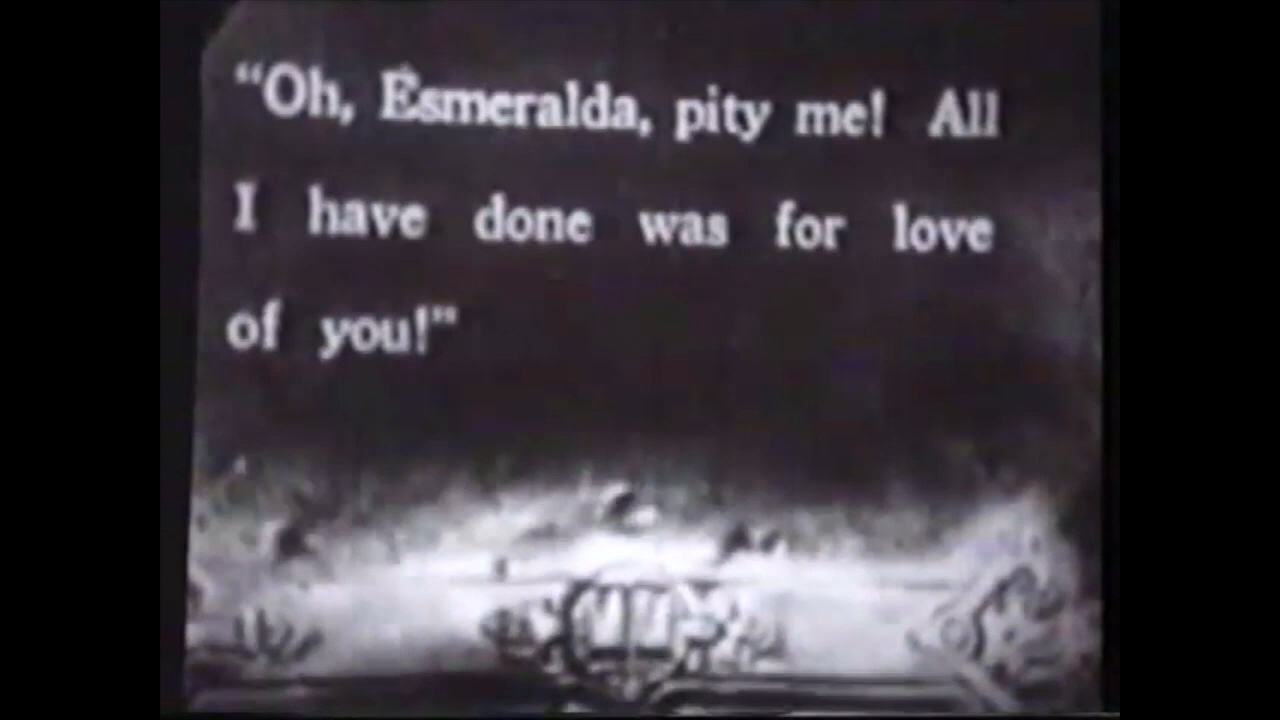 “Oh, Esmeralda, pity me! All
I have done was for love
of you!”